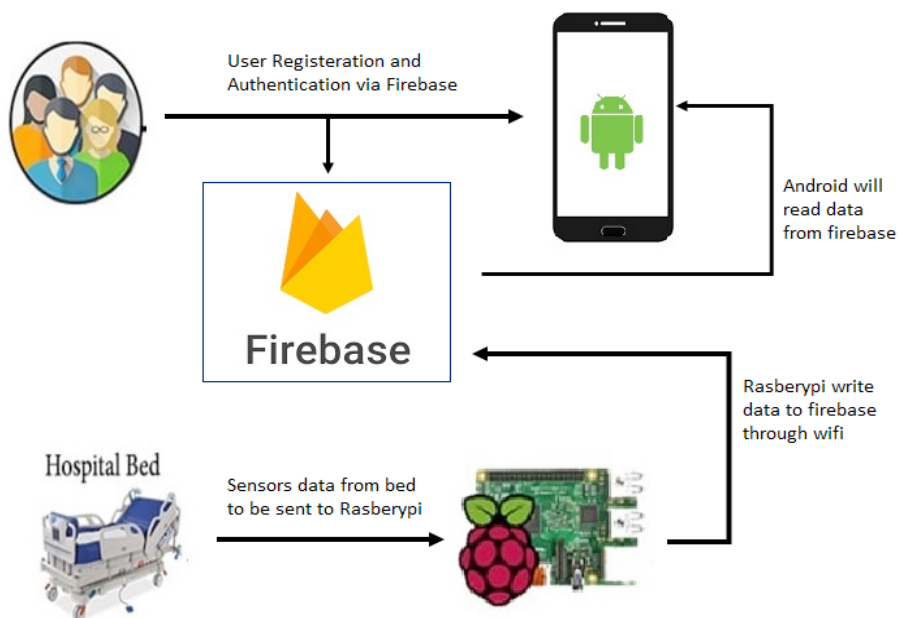 User Registeration and
Authentication via Firebase
Android will
read data
from firebase
Firebase
Rasberypi write
data to firebase
through wifi
Hospital Bed
Sensors data from bed
to be sent to Rasberypi